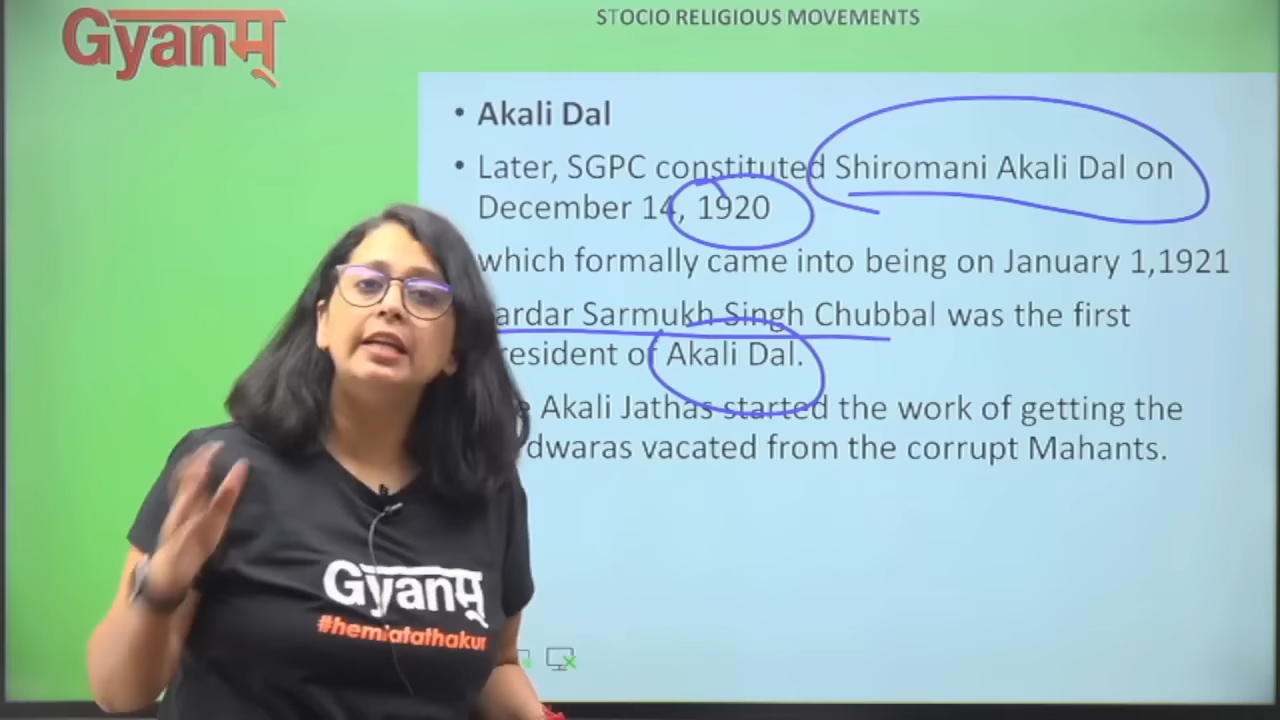 Gyanम्
STOCIO RELIGIOUS MOVEMENTS
• Akali Dal
• Later, SGPC constituted Shiromani Akali Dal on
December 14, 1920
which formally came into being on January 1,1921
ardar Sarmukh Singh Chubbal was the first
resident of Akali Dal.
e Akali Jathas started the work of getting the
dwaras vacated from the corrupt Mahants.
Gyanम्
#hemlatathakur